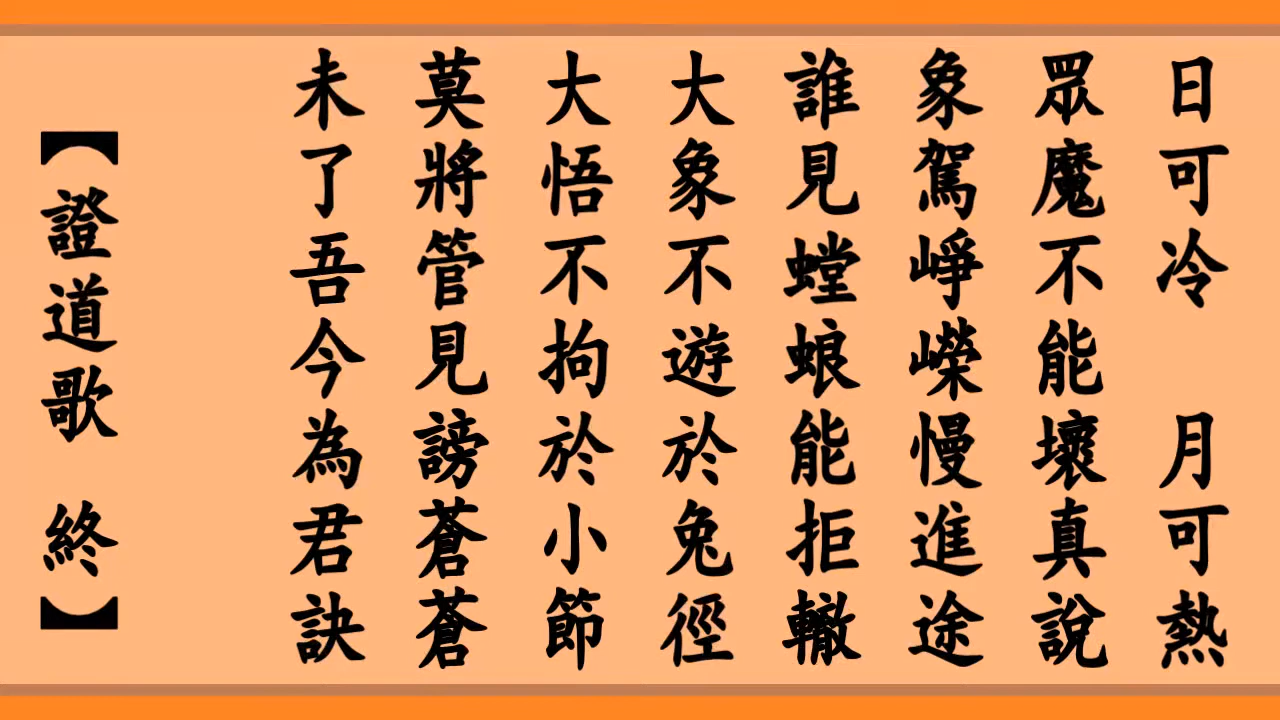 日可冷　月可熱
眾魔不能壞真說
象駕崢嶸慢進途
誰見螳蜋能拒轍
大象不遊於兔徑
大悟不拘於小節
莫將管見謗蒼蒼
未了吾今為君訣
【證道歌　終】